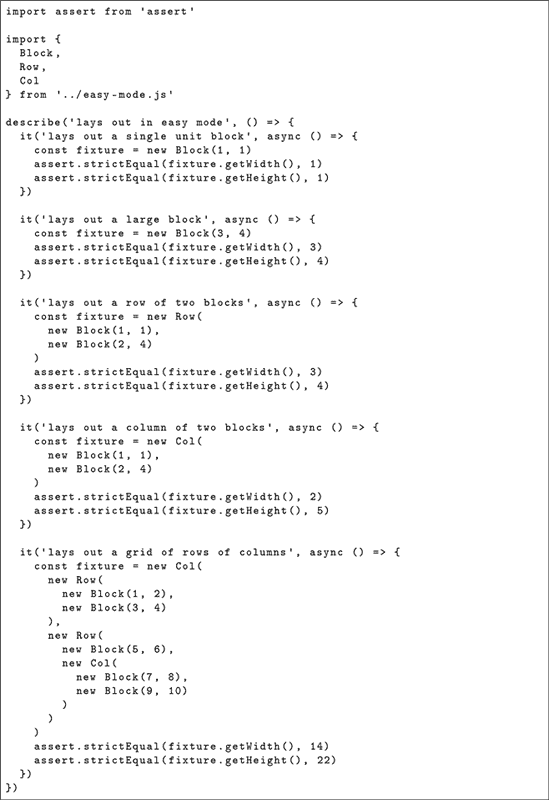 import assert from 'assert'

import {
  Block,
  Row,
  Col
} from '../easy-mode.js'

describe('lays out in easy mode', () => {
  it('lays out a single unit block', async () => {
    const fixture = new Block(1, 1)
    assert.strictEqual(fixture.getWidth(), 1)
    assert.strictEqual(fixture.getHeight(), 1)
  })

  it('lays out a large block', async () => {
    const fixture = new Block(3, 4)
    assert.strictEqual(fixture.getWidth(), 3)
    assert.strictEqual(fixture.getHeight(), 4)
  })

  it('lays out a row of two blocks', async () => {
    const fixture = new Row(
      new Block(1, 1),
      new Block(2, 4)
    )
    assert.strictEqual(fixture.getWidth(), 3)
    assert.strictEqual(fixture.getHeight(), 4)
  })

  it('lays out a column of two blocks', async () => {
    const fixture = new Col(
      new Block(1, 1),
      new Block(2, 4)
    )
    assert.strictEqual(fixture.getWidth(), 2)
    assert.strictEqual(fixture.getHeight(), 5)
  })

  it('lays out a grid of rows of columns', async () => {
    const fixture = new Col(
      new Row(
        new Block(1, 2),
        new Block(3, 4)
      ),
      new Row(
        new Block(5, 6),
        new Col(
          new Block(7, 8),
          new Block(9, 10)
        )
      )
    )
    assert.strictEqual(fixture.getWidth(), 14)
    assert.strictEqual(fixture.getHeight(), 22)
  })
})